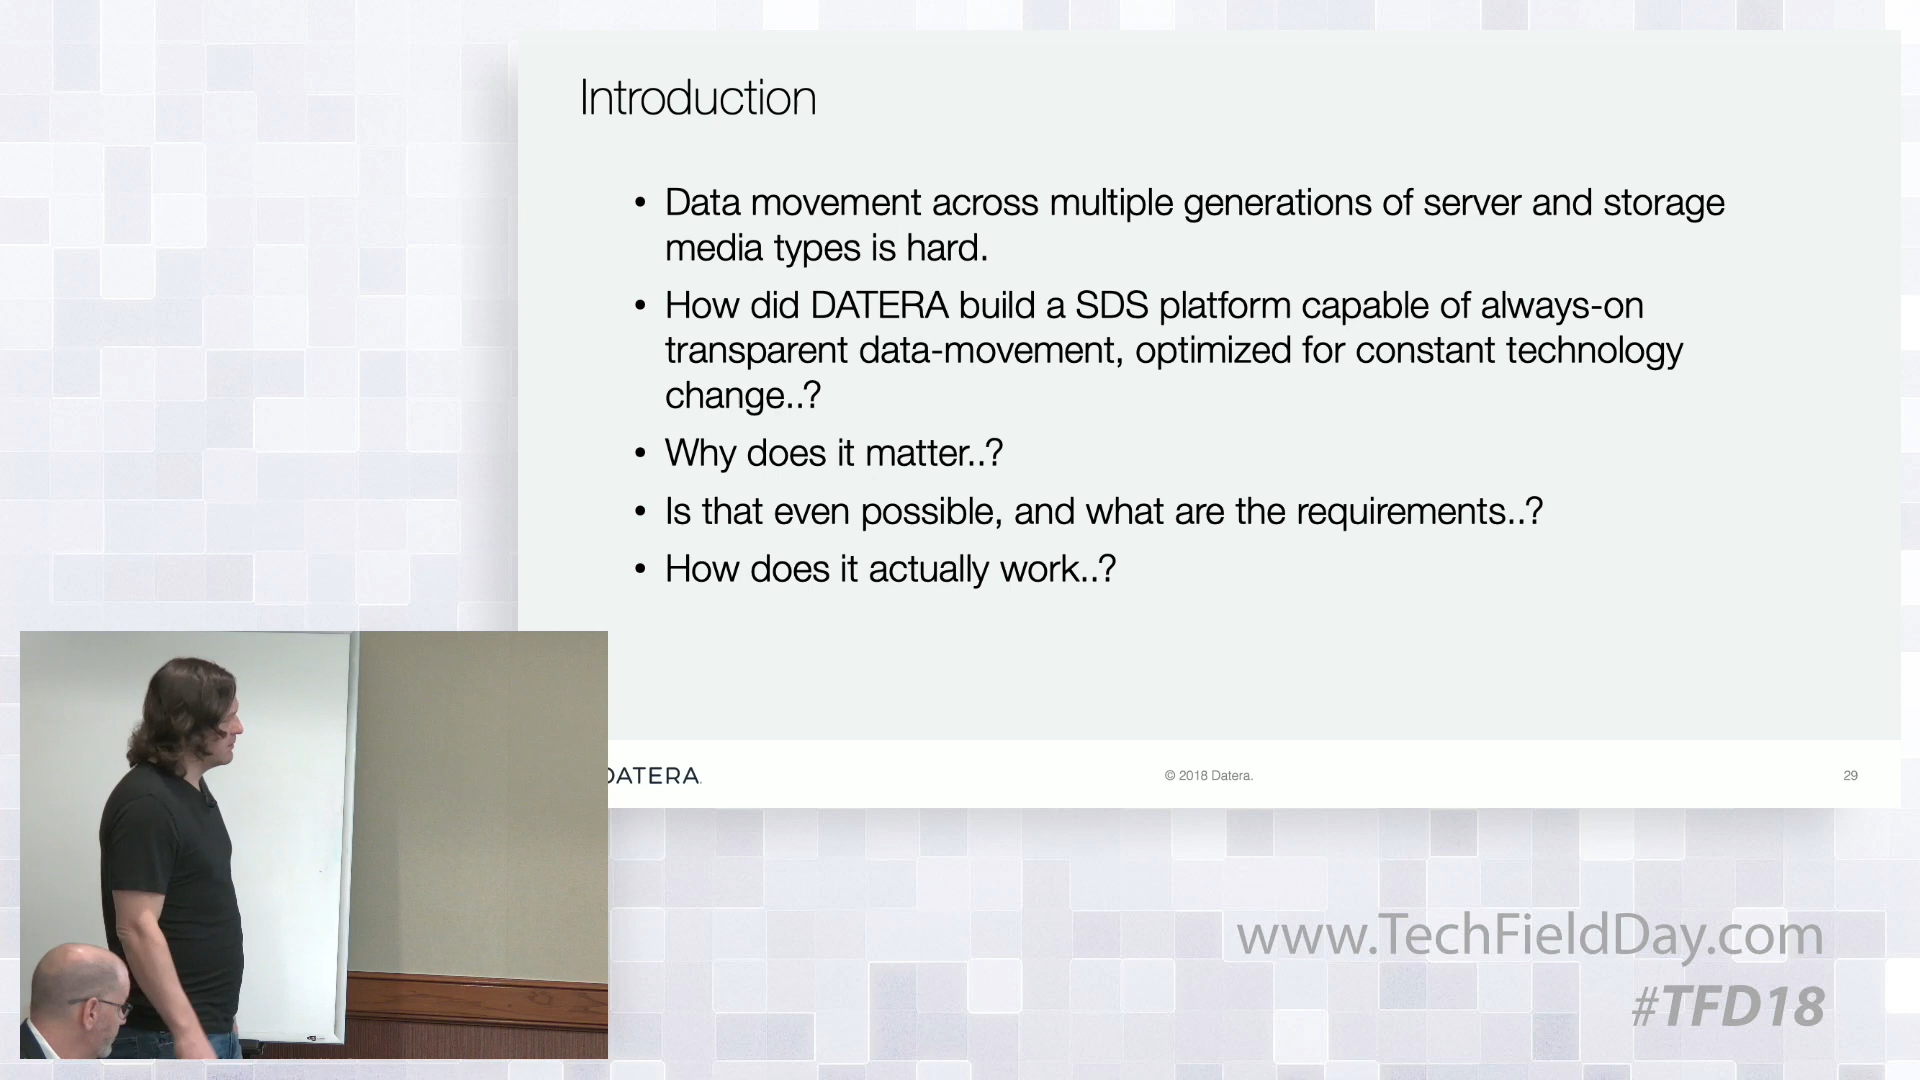 Introduction
• Data movement across multiple generations of server and storage
media types is hard.
• How did DATERA build a SDS platform capable of always-on
transparent data-movement, optimized for constant technology
change..?
• Why does it matter..?
• Is that even possible, and what are the requirements..?
• How does it actually work..?
DATERA.
© 2018 Datera.
29
www.TechFieldDay.com
#TFD18